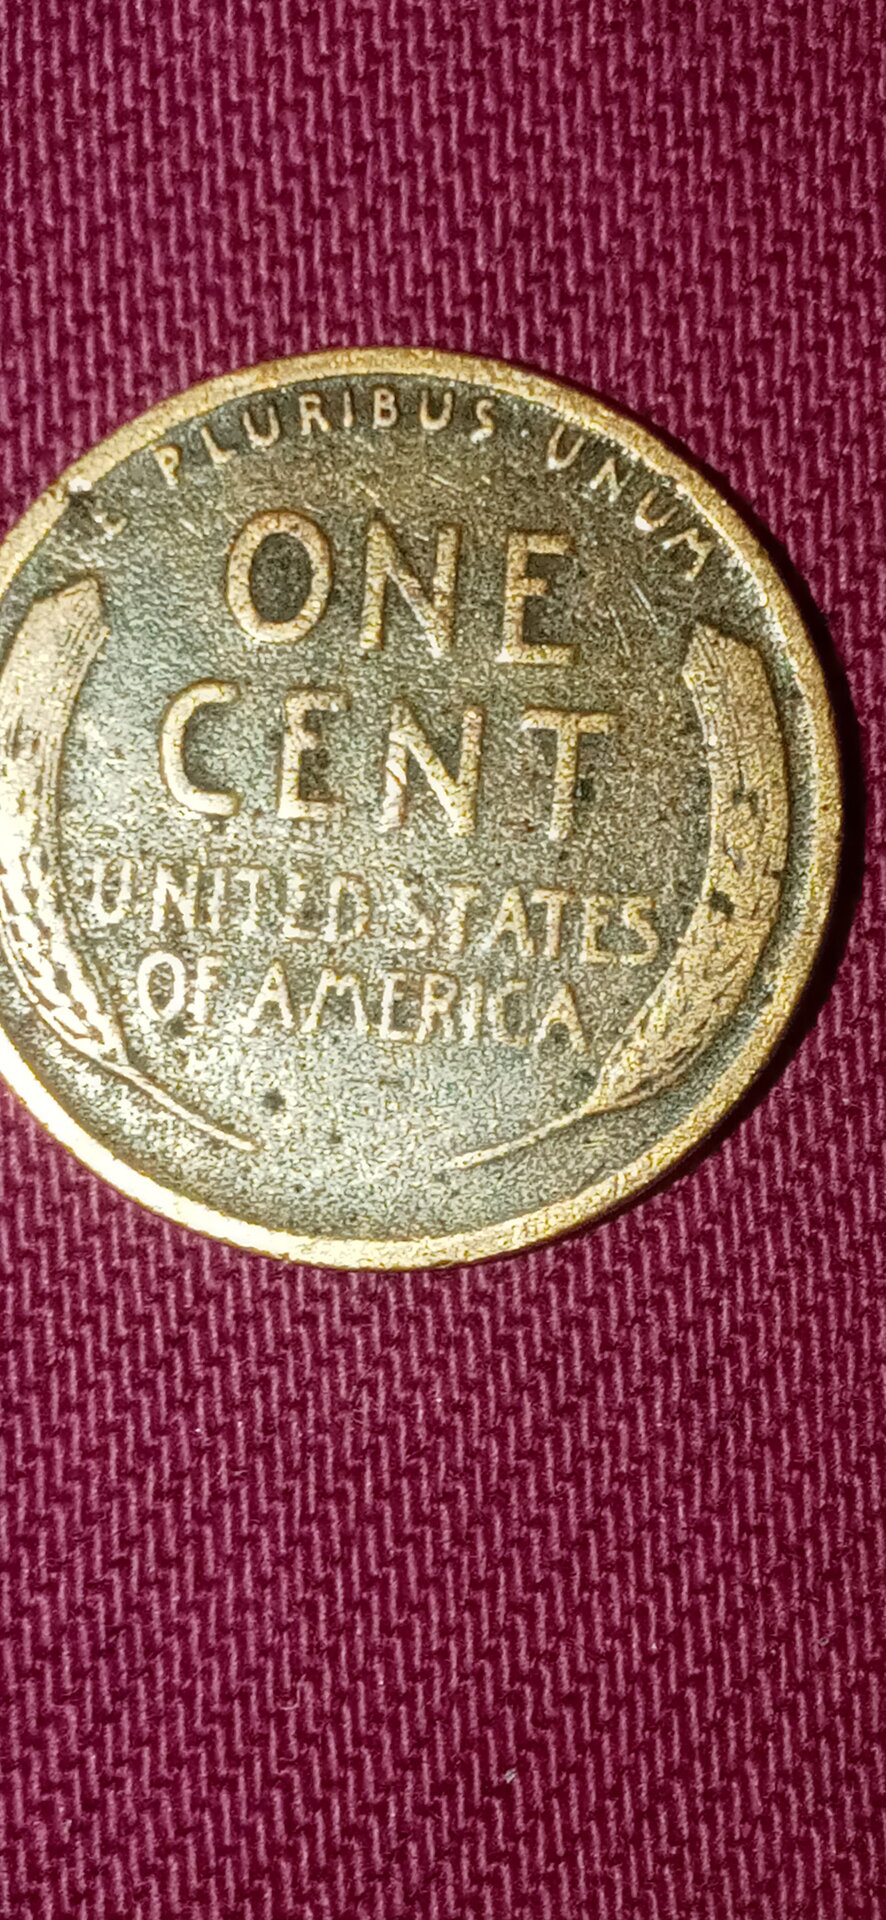 E PLURIBUS · UNUM
ONE
CENT
UNITED STATES
OF AMERICA